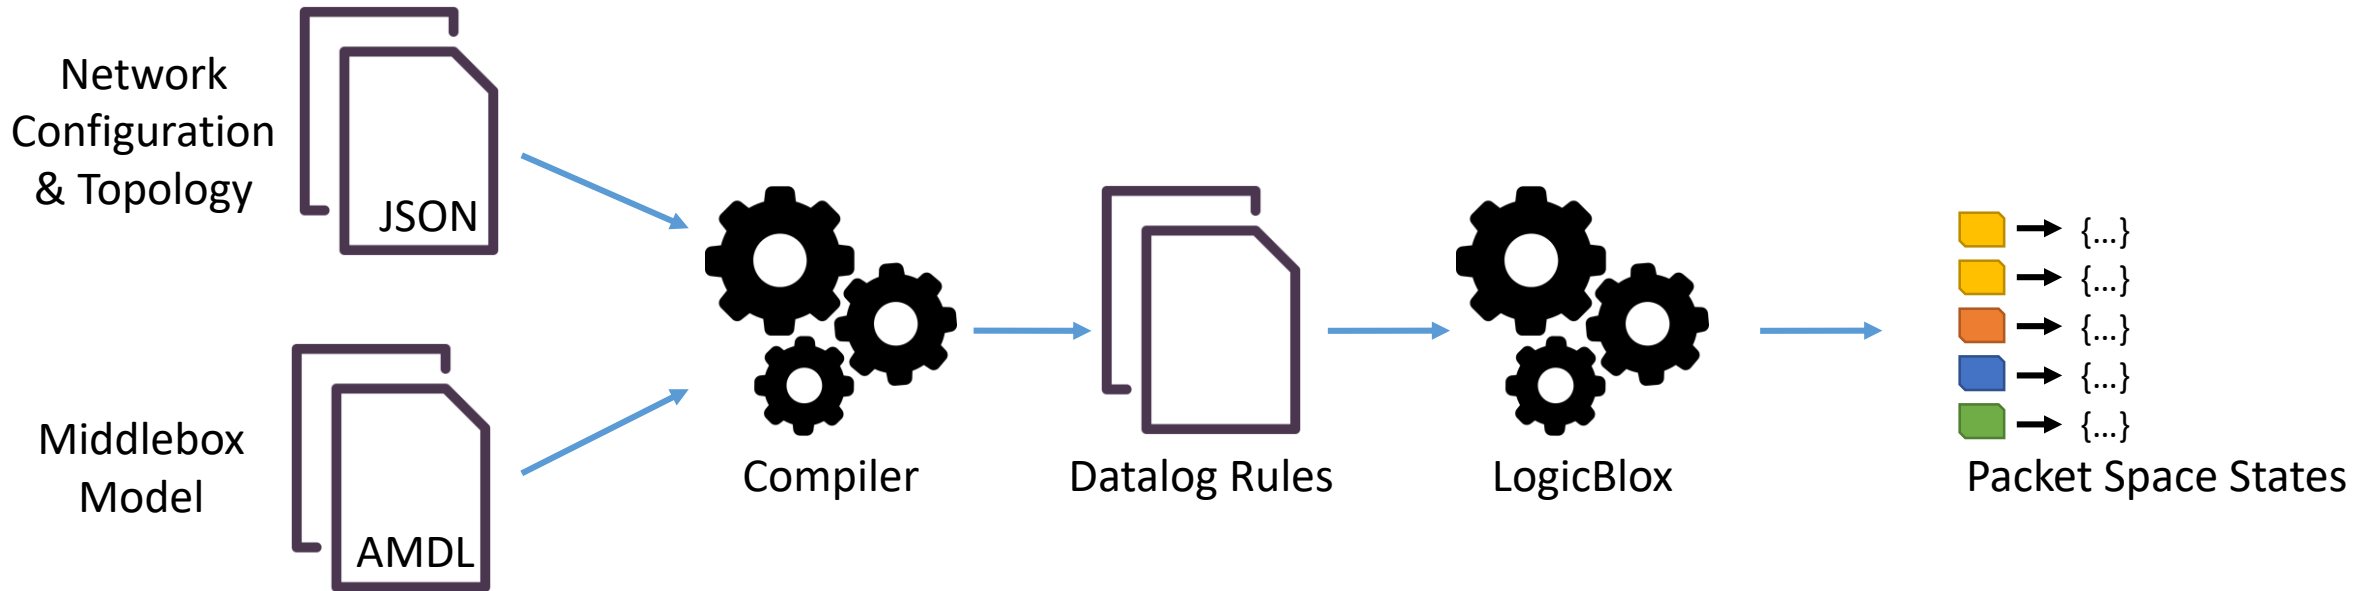 Network
Configuration
& Topology
JSON
Middlebox
Model
AMDL
Compiler
Datalog Rules
LogicBlox
{...}
{...}
{...}
{...}
{...}
Packet Space States